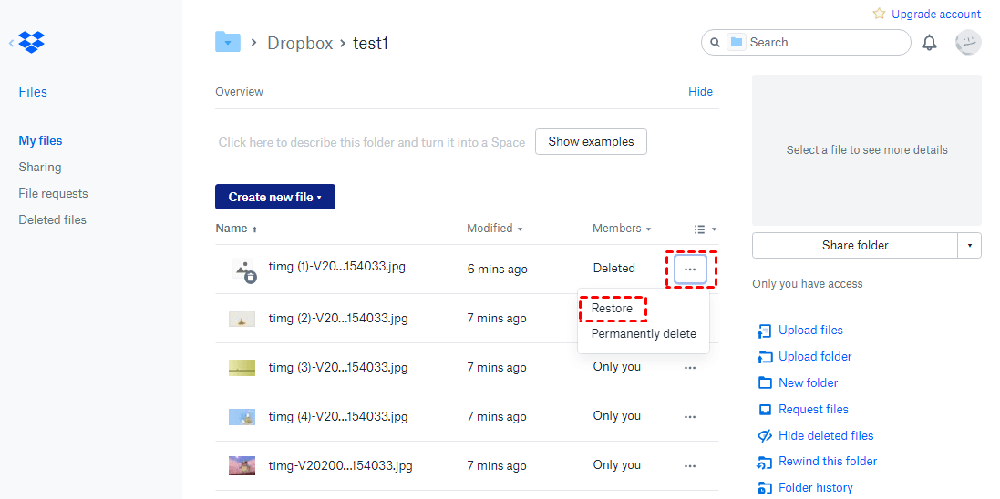 Upgrade account
Dropbox > test1
Search
Files
My files
Sharing
File requests
Deleted files
Overview
Hide
Click here to describe this folder and turn it into a Space
Show examples
Create new file
Name
Modified
Members
timg (1)-V20...154033.jpg
6 mins ago
Deleted
Restore
Permanently delete
timg (2)-V20...154033.jpg
7 mins ago
timg (3)-V20...154033.jpg
7 mins ago
Only you
timg (4)-V20...154033.jpg
7 mins ago
Only you
timg-V20200...154033.jpg
7 mins ago
Only you
Select a file to see more details
Share folder
Only you have access
Upload files
Upload folder
New folder
Request files
Hide deleted files
Rewind this folder
Folder history